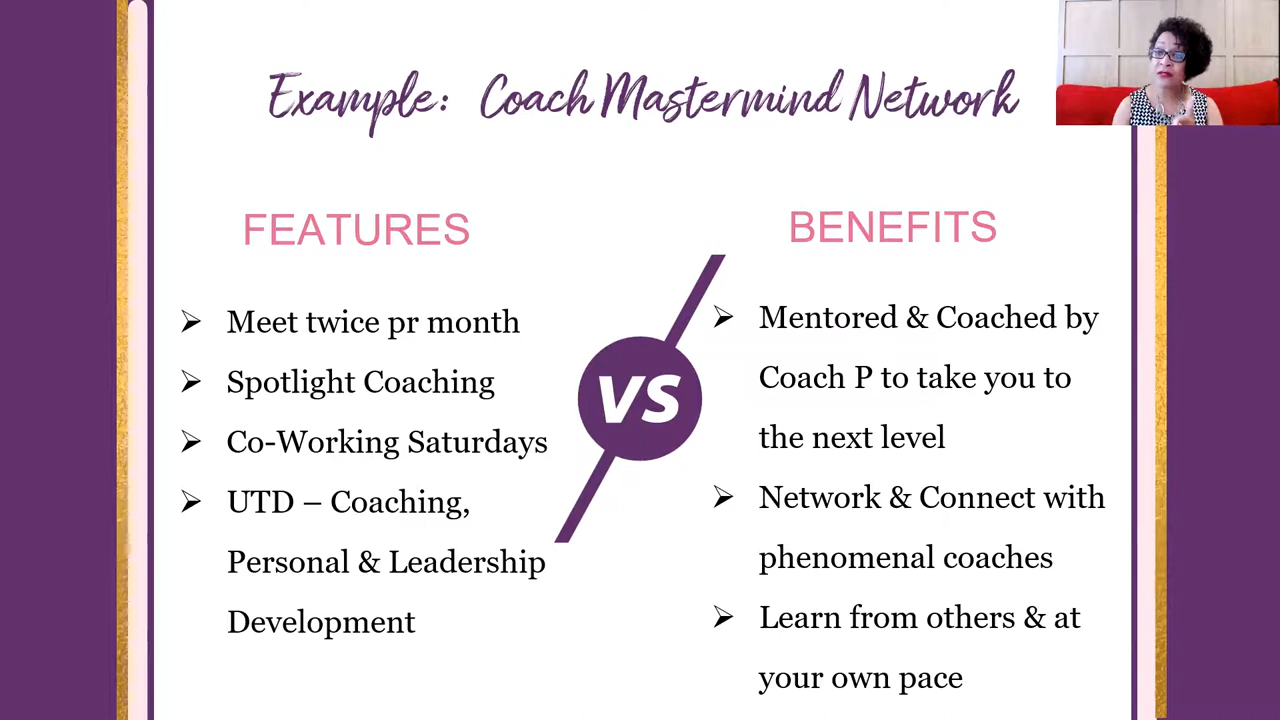 Example: Coach Mastermind Network
FEATURES
Meet twice pr month
Spotlight Coaching
Co-Working Saturdays
UTD – Coaching,
Personal & Leadership
Development
VS
BENEFITS
Mentored & Coached by
Coach P to take you to
the next level
Network & Connect with
phenomenal coaches
Learn from others & at
your own pace